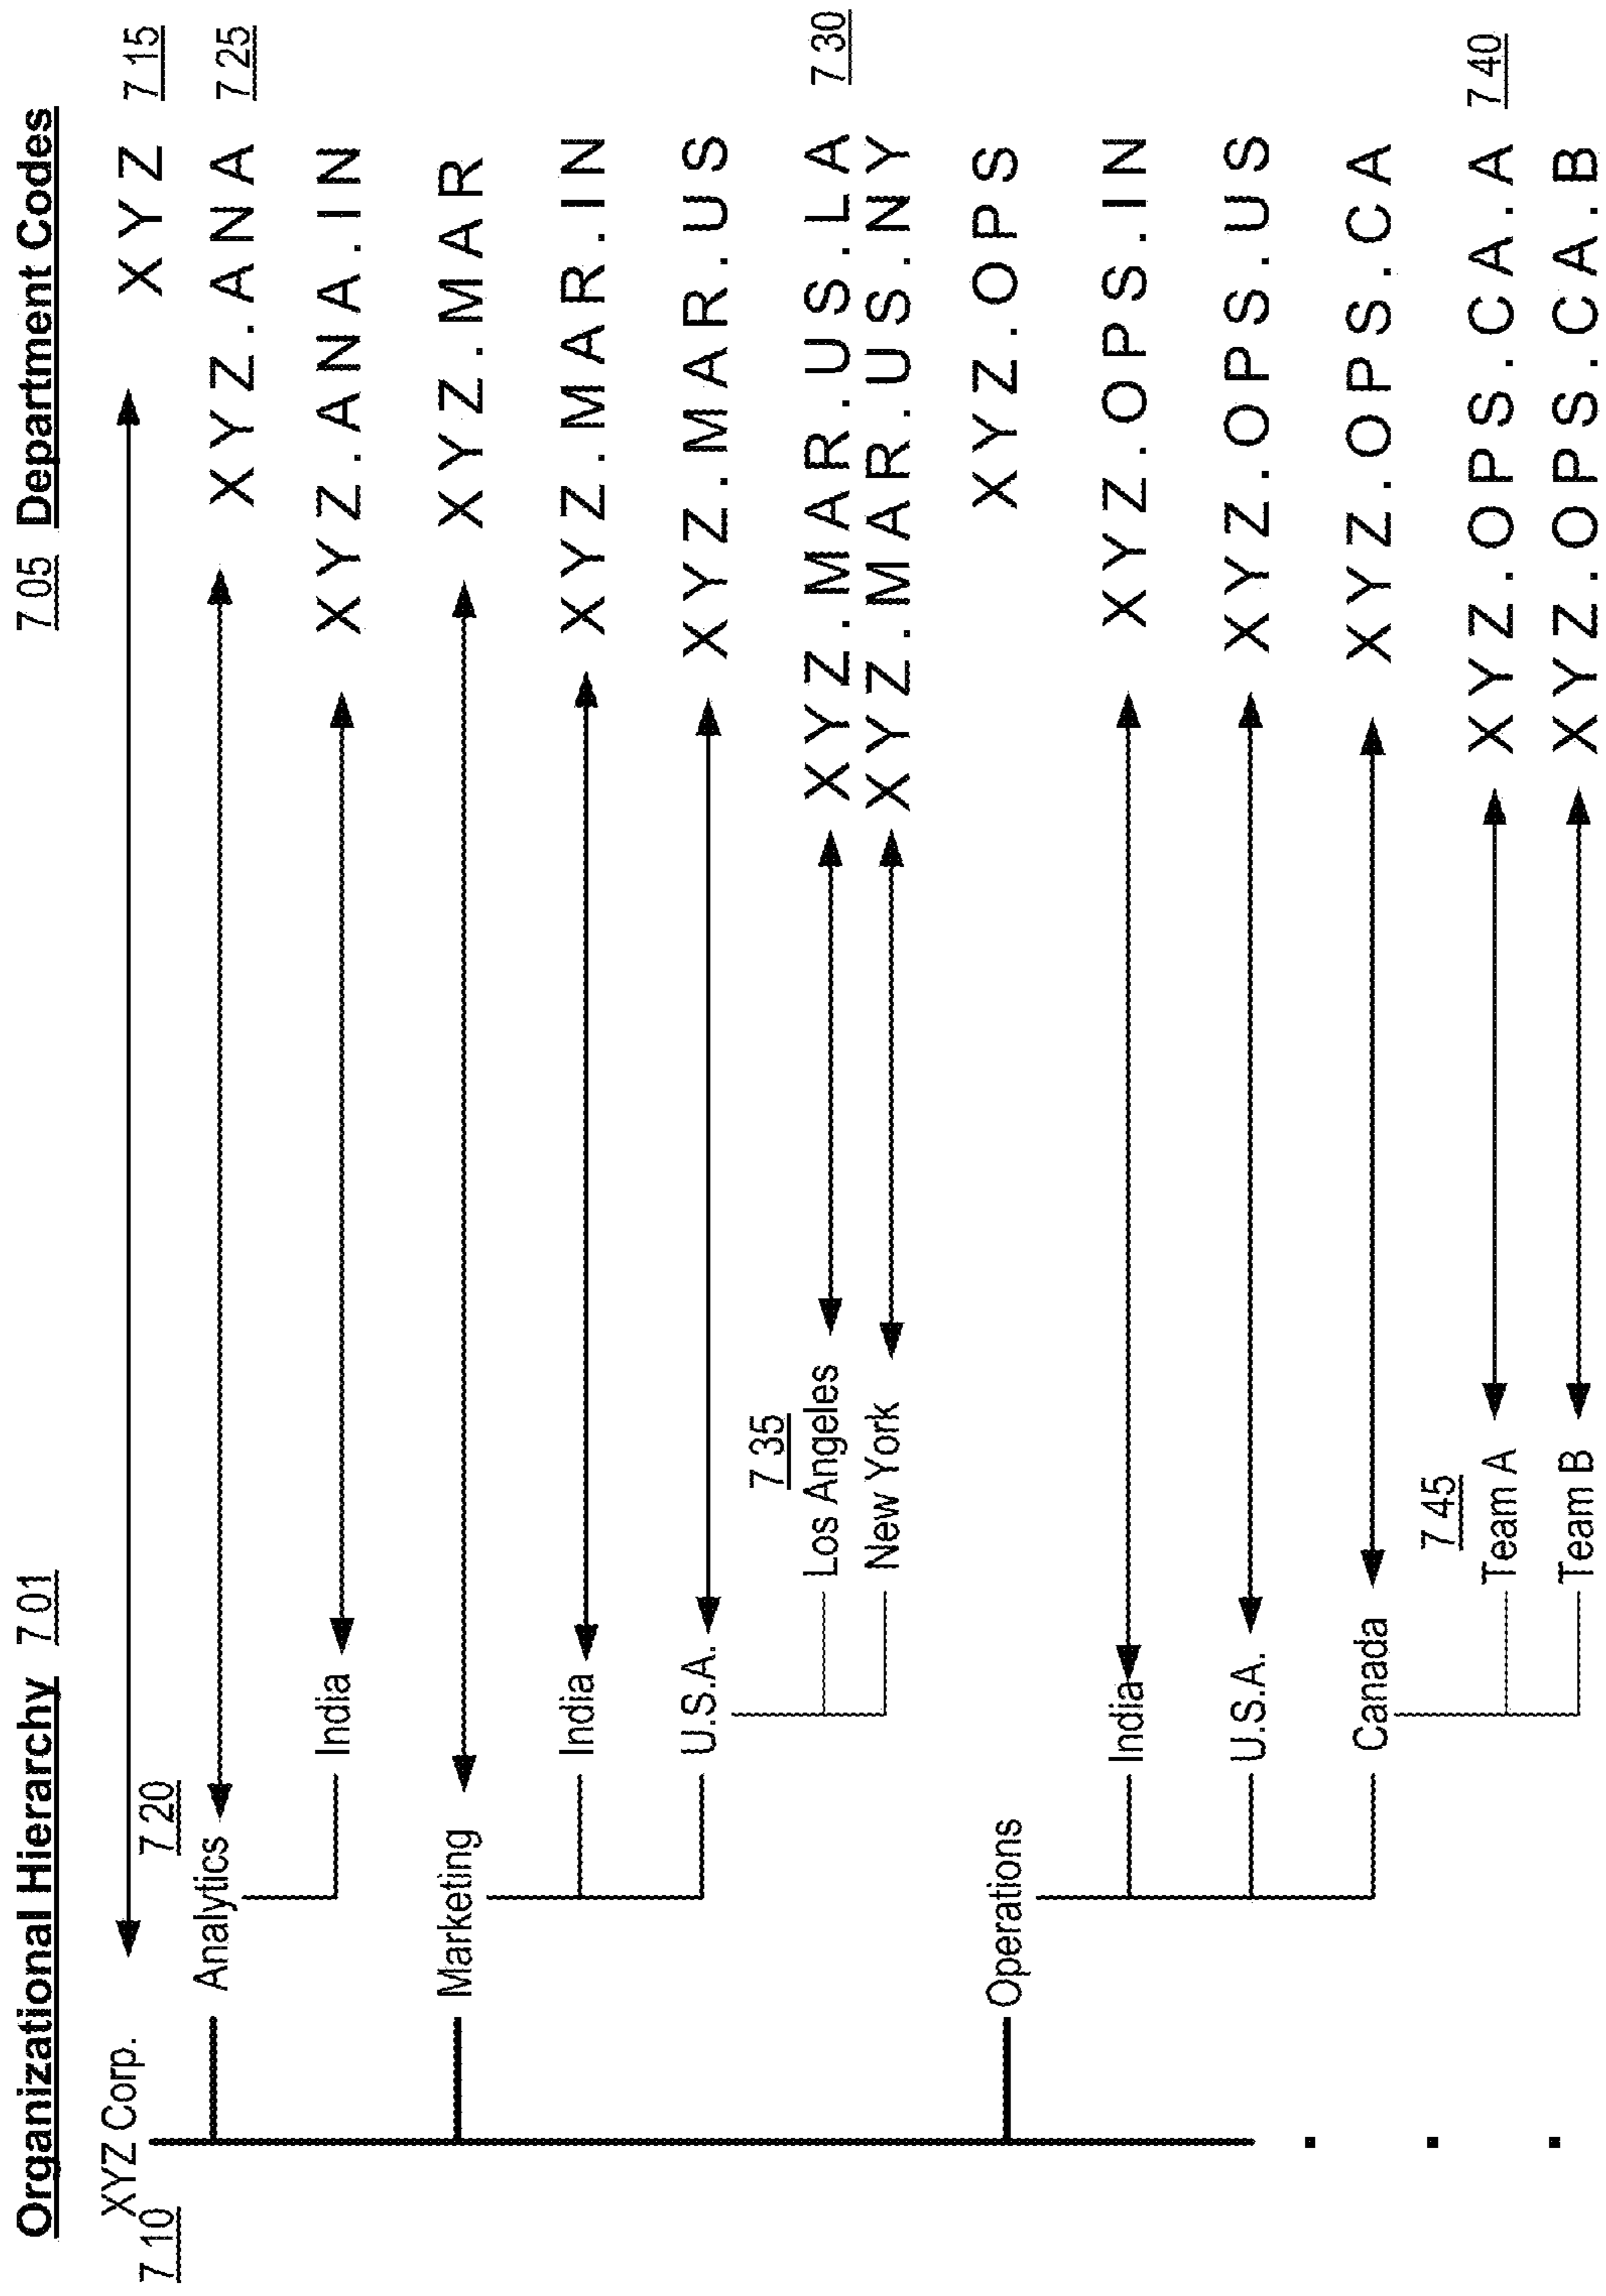 Organizational Hierarchy 7.01 7.05 Department Codes
XYZ Corp. XYZ 7.15
7.10
7.20
Analytics XYZ.ANA 7.25
India XYZ.ANA.IN
Marketing XYZ.MAR
India XYZ.MAR.IN
U.S.A. XYZ.MAR.US
7.35
Los Angeles XYZ.MAR.US.LA 7.30
New York XYZ.MAR.US.NY
Operations XYZ.OPS
India XYZ.OPS.IN
U.S.A. XYZ.OPS.US
Canada XYZ.OPS.CA
7.45
Team A XYZ.OPS.CA.A 7.40
Team B XYZ.OPS.CA.B